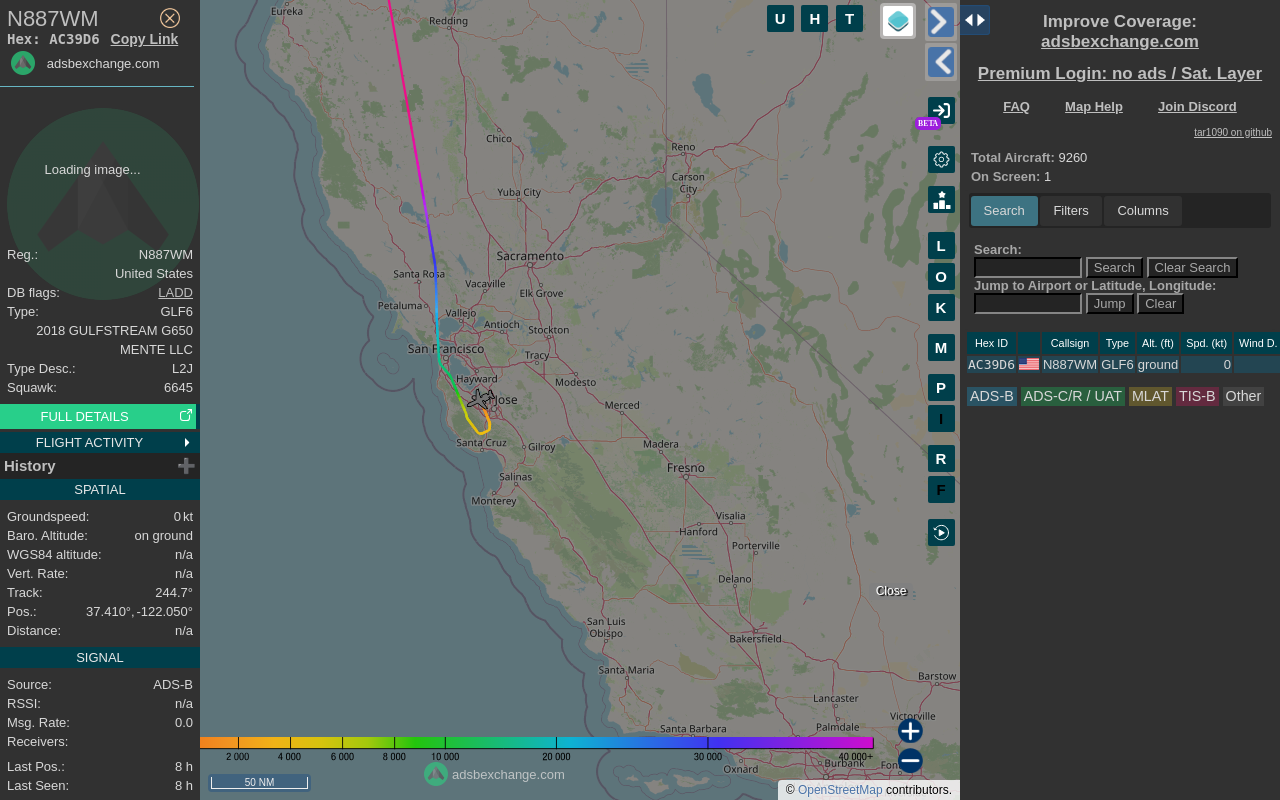 N887WM
Hex: AC39D6 Copy Link
adsbexchange.com
Loading image...
Reg.: N887WM
United States
DB flags: LADD
Type: GLF6
2018 GULFSTREAM G650
MENTE LLC
Type Desc.: L2J
Squawk: 6645
FULL DETAILS
FLIGHT ACTIVITY
History
SPATIAL
Groundspeed: 0 kt
Baro. Altitude: on ground
WGS84 altitude: n/a
Vert. Rate: n/a
Track: 244.7°
Pos.: 37.410°, -122.050°
Distance: n/a
SIGNAL
Source: ADS-B
RSSI: n/a
Msg. Rate: 0.0
Receivers:
Last Pos.: 8 h
Last Seen: 8 h
Eureka
Redding
Chico
Reno
Carson
City
Yuba City
Sacramento
Santa Rosa
Vacaville
Elk Grove
Petaluma
Vallejo
Antioch
Stockton
San Francisco
Tracy
Hayward
Modesto
Jose
Merced
Santa Cruz
Gilroy
Madera
Fresno
Salinas
Monterey
Visalia
Hanford
Porterville
Delano
San Luis
Obispo
Bakersfield
Santa Maria
Barstow
Lancaster
Victorville
Palmdale
Santa Barbara
Oxnard
Burbank
Close
2 000
4 000
6 000
8 000
10 000
20 000
30 000
40 000+
50 NM
adsbexchange.com
© OpenStreetMap contributors.
U H T
BETA
L
O
K
M
P
I
R
F
Improve Coverage:
adsbexchange.com
Premium Login: no ads / Sat. Layer
FAQ Map Help Join Discord
tar1090 on github
Total Aircraft: 9260
On Screen: 1
Search Filters Columns
Search:
Search Clear Search
Jump to Airport or Latitude, Longitude:
Jump Clear
Hex ID Callsign Type Alt. (ft) Spd. (kt) Wind D.
AC39D6 N887WM GLF6 ground 0
ADS-B ADS-C/R / UAT MLAT TIS-B Other